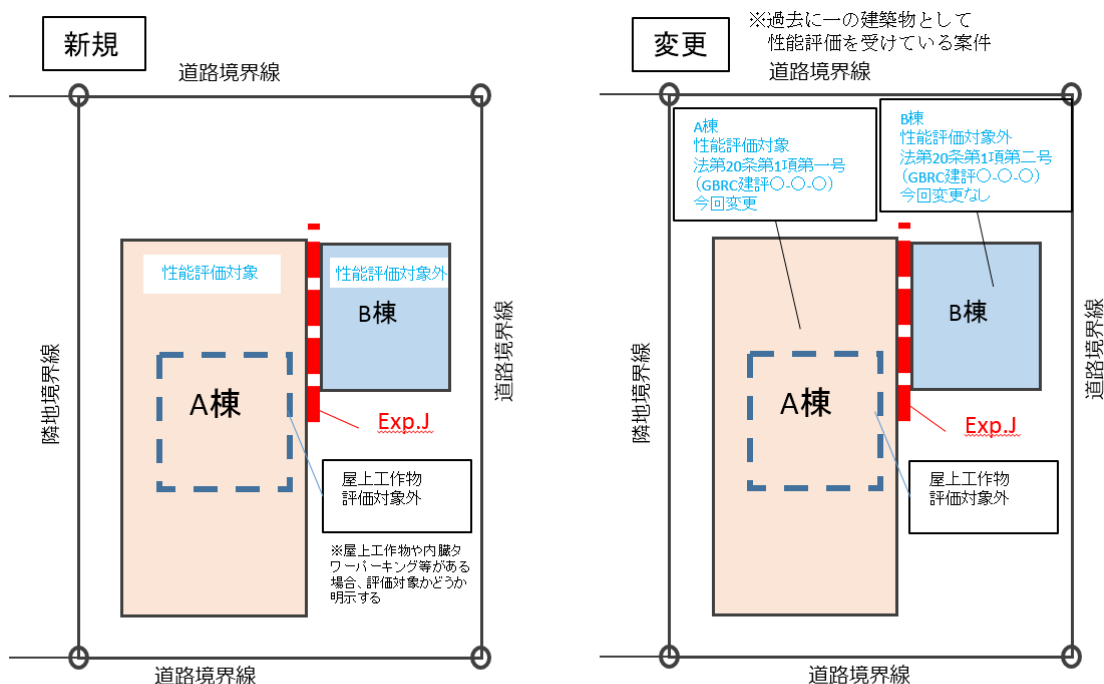 新規
道路境界線
性能評価対象
性能評価対象外
B棟
隣地境界線
道路境界線
A棟
Exp.J
屋上工作物
評価対象外
※屋上工作物や内臓タ
ワーパーキング等がある
場合、評価対象かどうか
明示する
道路境界線
変更
※過去に一の建築物として
性能評価を受けている案件
道路境界線
A棟
性能評価対象
法第20条第1項第一号
(GBRC建評〇-〇-〇)
今回変更
B棟
性能評価対象外
法第20条第1項第二号
(GBRC建評〇-〇-〇)
今回変更なし
B棟
隣地境界線
道路境界線
A棟
Exp.J
屋上工作物
評価対象外
道路境界線